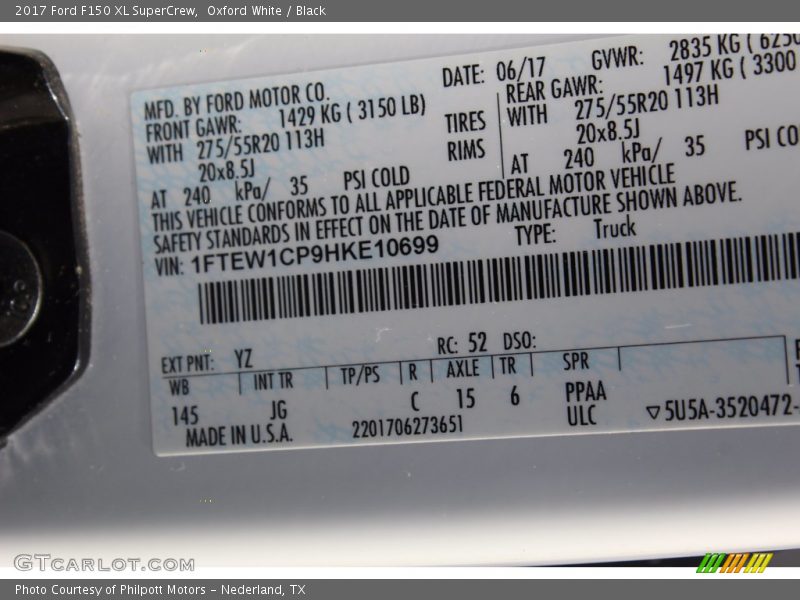 2017 Ford F150 XL SuperCrew,  Oxford White / Black
MFD. BY FORD MOTOR CO.
DATE: 06/17
GVWR: 2835 KG ( 6250
FRONT GAWR: 1429 KG ( 3150 LB)
REAR GAWR: 1497 KG ( 3300
WITH 275/55R20 113H
TIRES
WITH 275/55R20 113H
20x8.5J
RIMS
20x8.5J
AT 240 kPa/ 35 PSI COLD
AT 240 kPa/ 35 PSI CO
THIS VEHICLE CONFORMS TO ALL APPLICABLE FEDERAL MOTOR VEHICLE
SAFETY STANDARDS IN EFFECT ON THE DATE OF MANUFACTURE SHOWN ABOVE.
VIN: 1FTEW1CP9HKE10699
TYPE: Truck
EXT PNT: YZ
RC: 52 DSO:
WB INT TR TP/PS R AXLE TR SPR
145 JG C 15 6 PPAA
ULC
5U5A-3520472-
MADE IN U.S.A.
2201706273651
GTCARLOT.COM
Photo Courtesy of Philpott Motors - Nederland, TX